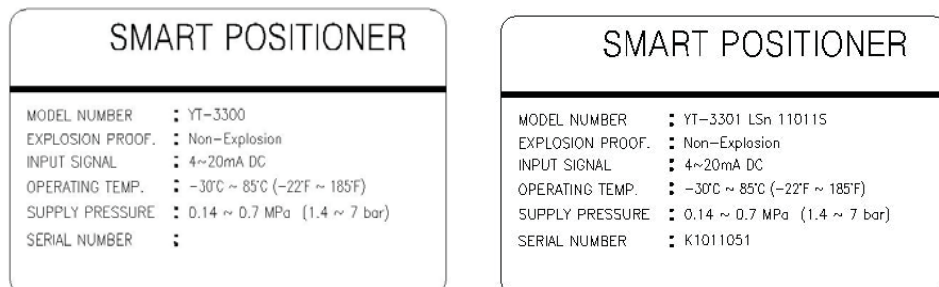 SMART POSITIONER
MODEL NUMBER : YT-3300
EXPLOSION PROOF. : Non-Explosion
INPUT SIGNAL : 4~20mA DC
OPERATING TEMP. : -30℃ ~ 85℃ (-22℉ ~ 185℉)
SUPPLY PRESSURE : 0.14 ~ 0.7 MPa (1.4 ~ 7 bar)
SERIAL NUMBER :
SMART POSITIONER
MODEL NUMBER : YT-3301 LSn 11011S
EXPLOSION PROOF. : Non-Explosion
INPUT SIGNAL : 4~20mA DC
OPERATING TEMP. : -30℃ ~ 85℃ (-22℉ ~ 185℉)
SUPPLY PRESSURE : 0.14 ~ 0.7 MPa (1.4 ~ 7 bar)
SERIAL NUMBER : K1011051